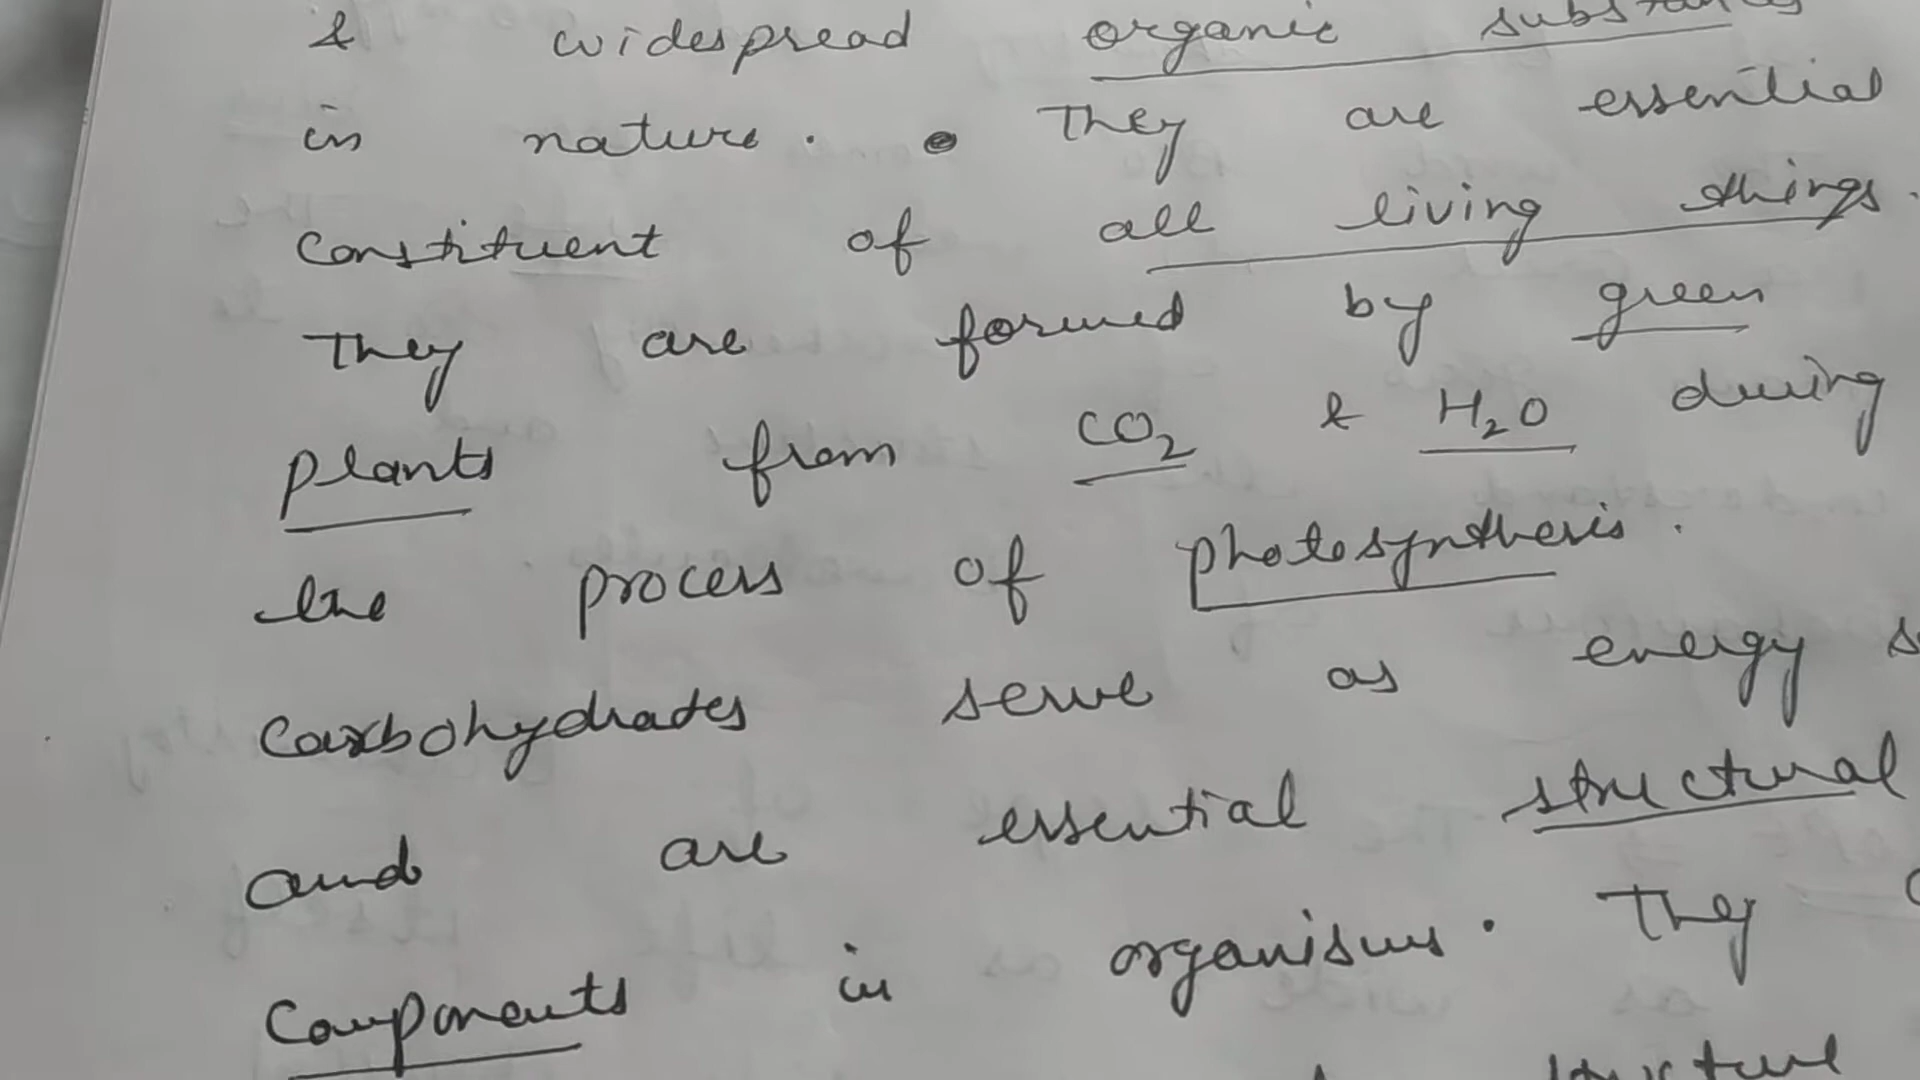 & widespread organic substances
in nature. They are essential
constituent of all living things.
They are formed by green
plants from CO₂ & H₂O during
the process of photosynthesis.
Carbohydrates serve as energy
and are essential structural
components in organisms. They
structure